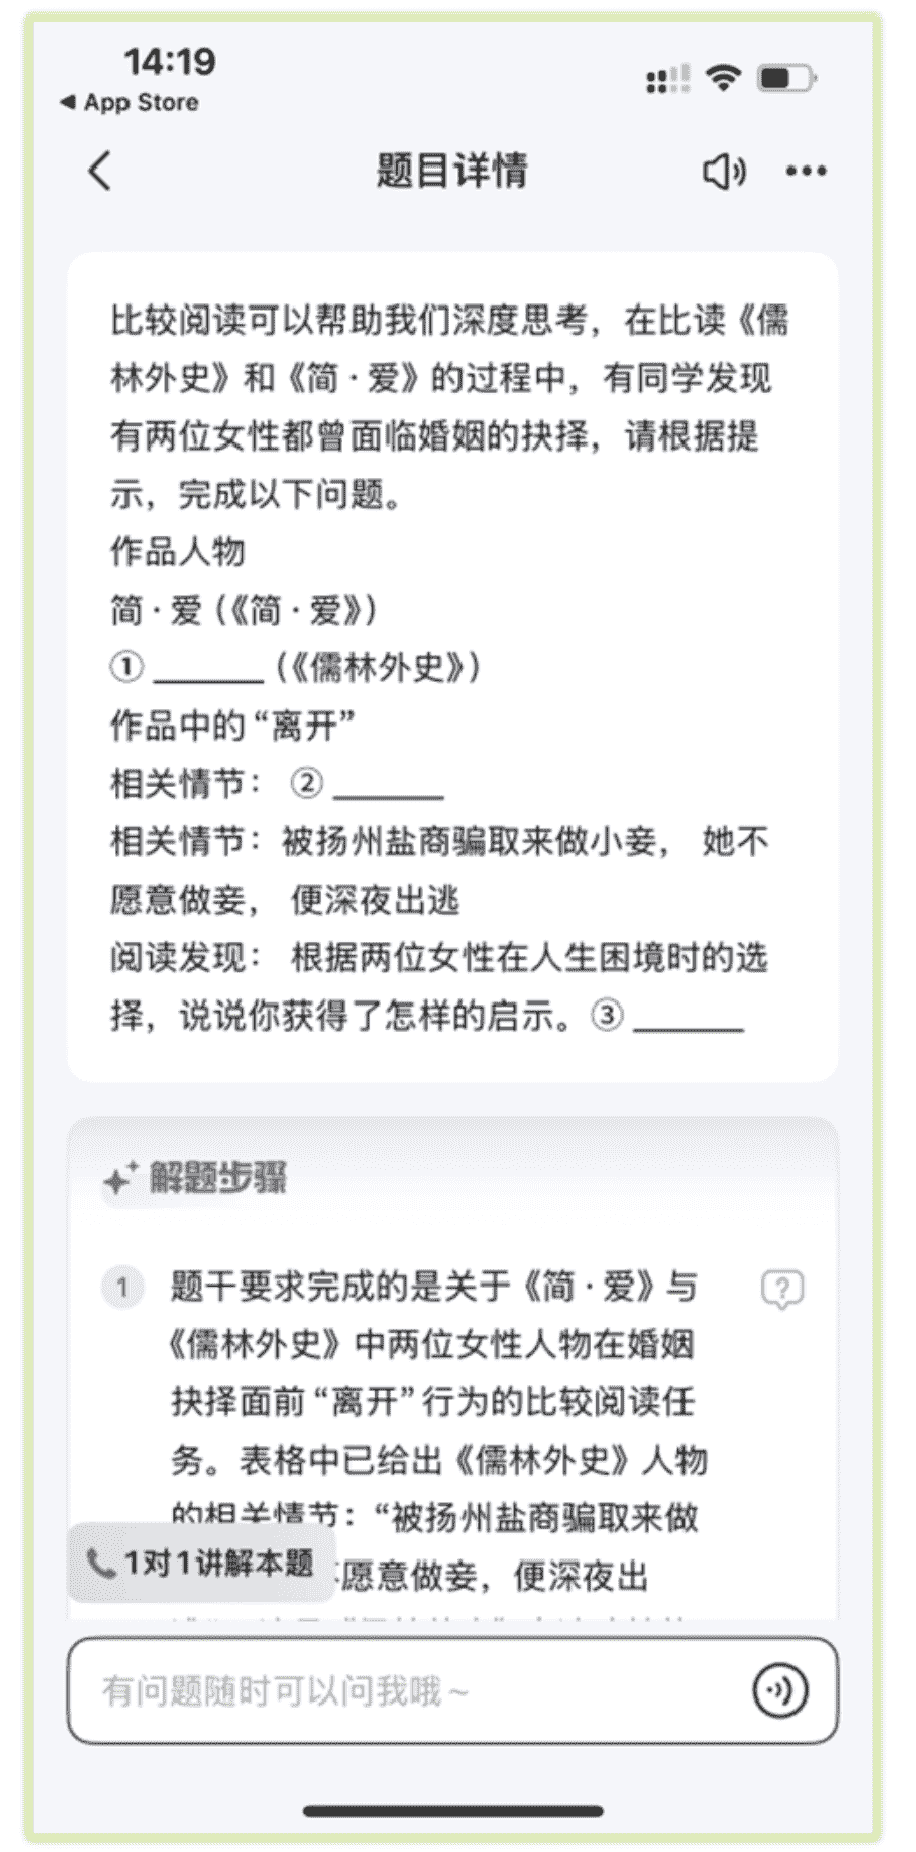 14:19
App Store
题目详情
比较阅读可以帮助我们深度思考，在比读《儒
林外史》和《简·爱》的过程中，有同学发现
有两位女性都曾面临婚姻的抉择，请根据提
示，完成以下问题。
作品人物
简·爱（《简·爱》）
①______（《儒林外史》）
作品中的“离开”
相关情节： ②______
相关情节：被扬州盐商骗取来做小妾， 她不
愿意做妾， 便深夜出逃
阅读发现： 根据两位女性在人生困境时的选
择，说说你获得了怎样的启示。③______
解题步骤
1 题干要求完成的是关于《简·爱》与
《儒林外史》中两位女性人物在婚姻
抉择面前“离开”行为的比较阅读任
务。表格中已给出《儒林外史》人物
的相关情节：“被扬州盐商骗取来做
愿意做妾，便深夜出
1对1讲解本题
有问题随时可以问我哦～